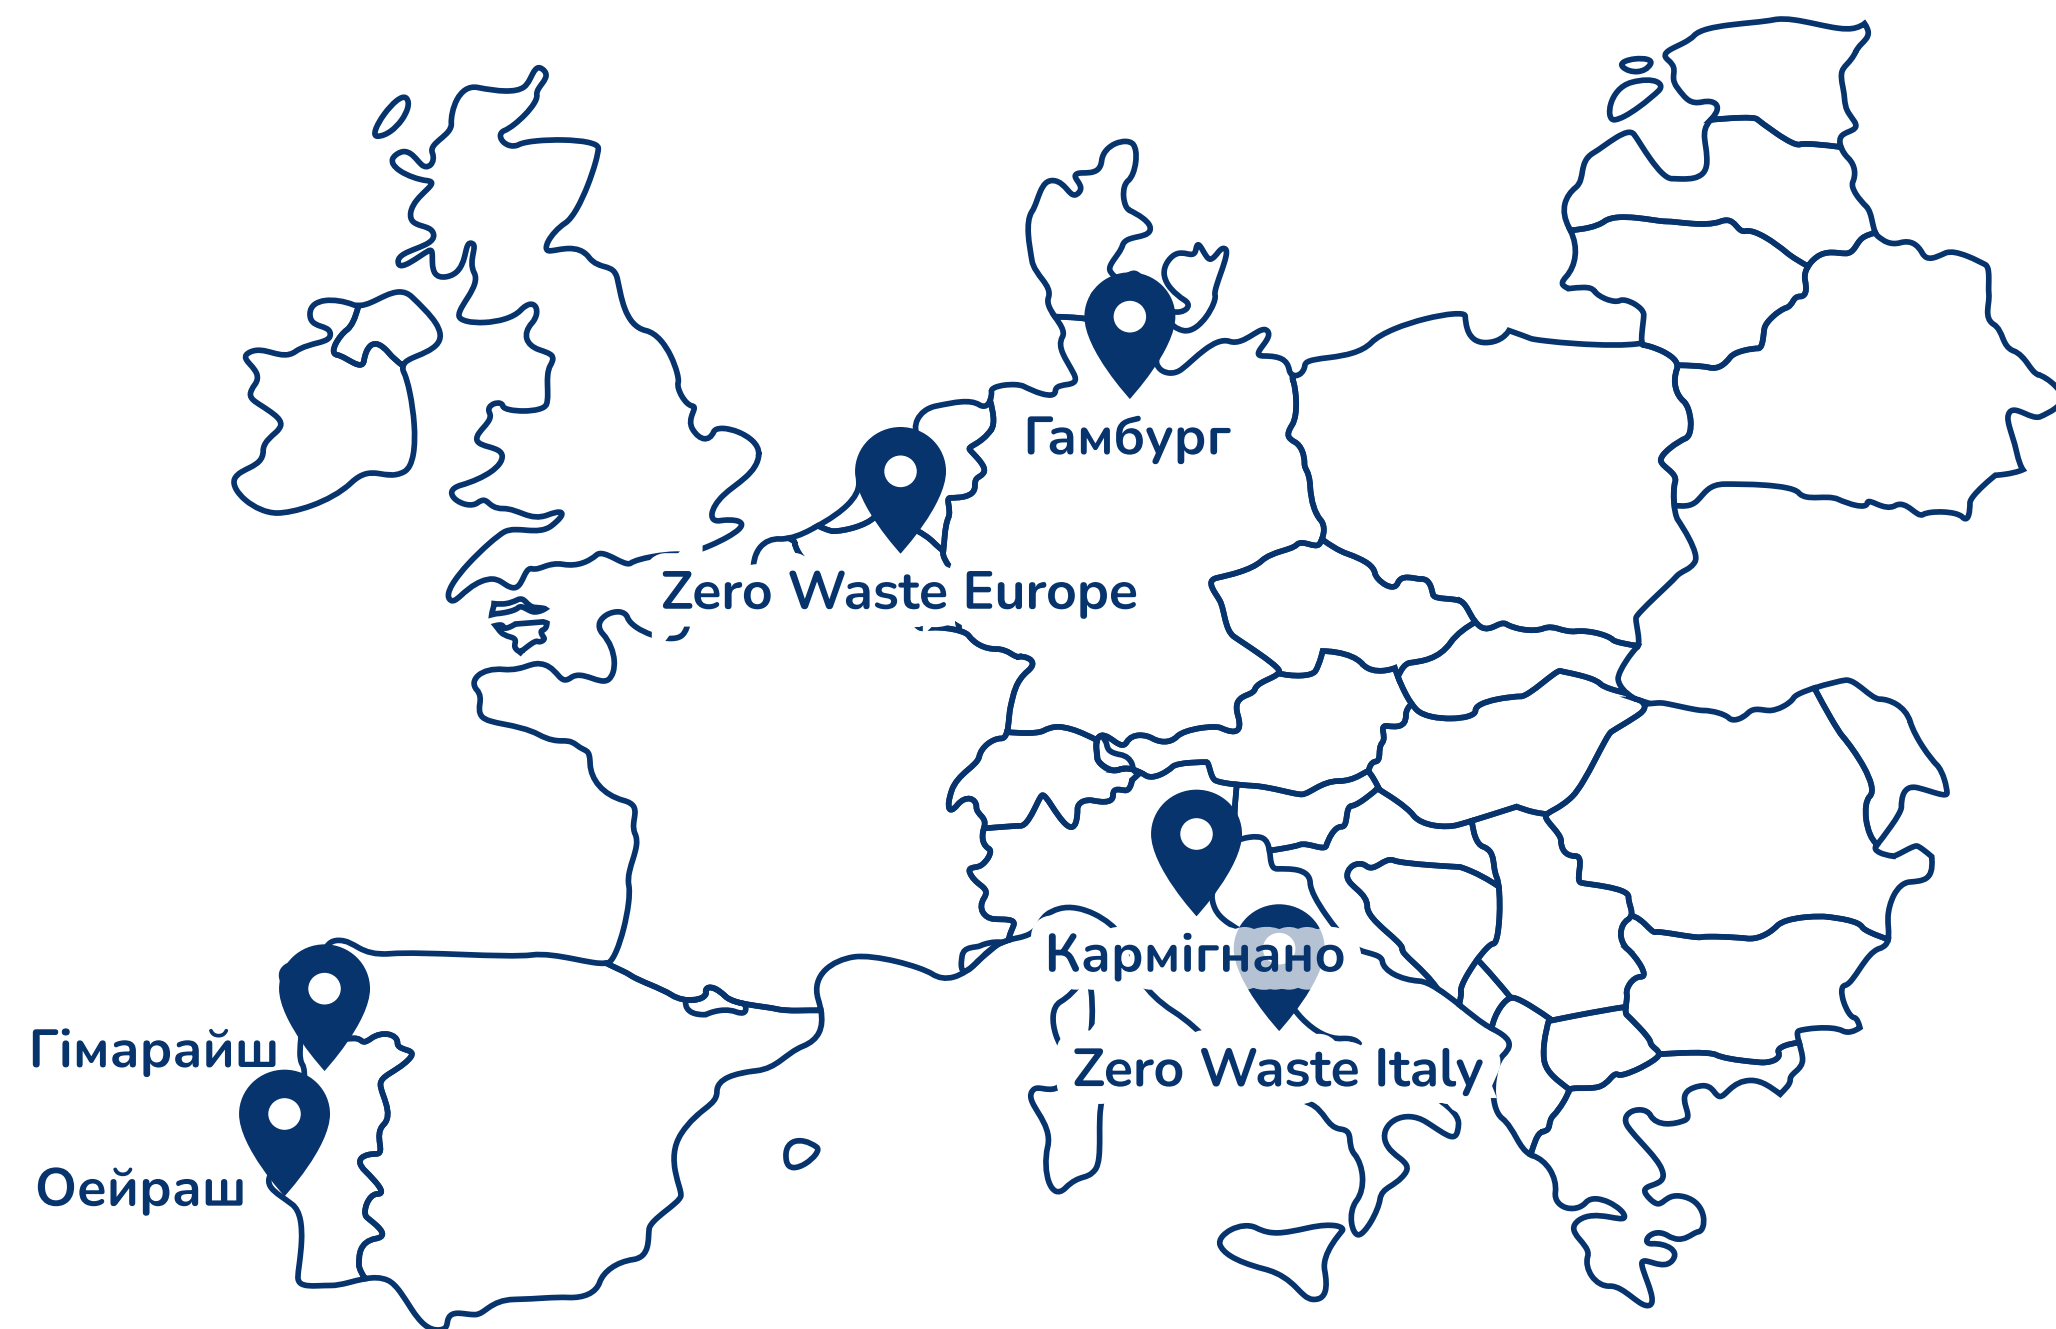 Гамбург
Zero Waste Europe
Кармігнано
Гімарайш
Zero Waste Italy
Оейраш